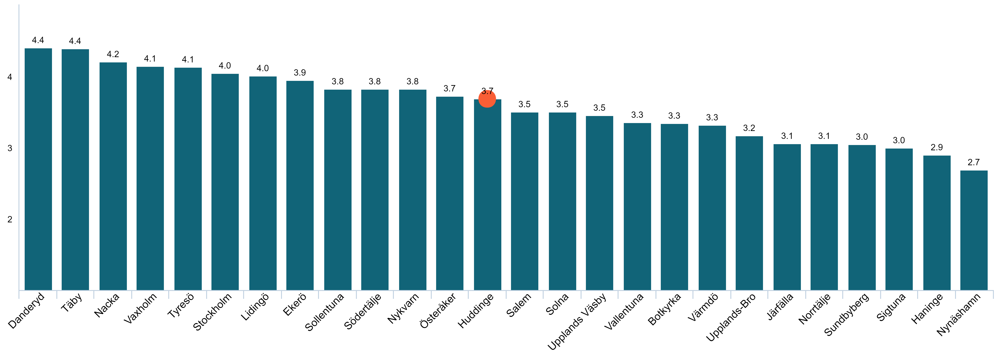 4.4
4.4
4.2
4.1
4.1
4.0
4.0
3.9
3.8
3.8
3.8
3.7
3.7
3.5
3.5
3.5
3.3
3.3
3.3
3.2
3.1
3.1
3.0
3.0
2.9
2.7
4
3
2
Danderyd
Täby
Nacka
Vaxholm
Tyresö
Stockholm
Lidingö
Ekerö
Sollentuna
Södertälje
Nykvarn
Österåker
Huddinge
Salem
Solna
Upplands Väsby
Vallentuna
Botkyrka
Värmdö
Upplands-Bro
Järfälla
Norrtälje
Sundbyberg
Sigtuna
Haninge
Nynäshamn